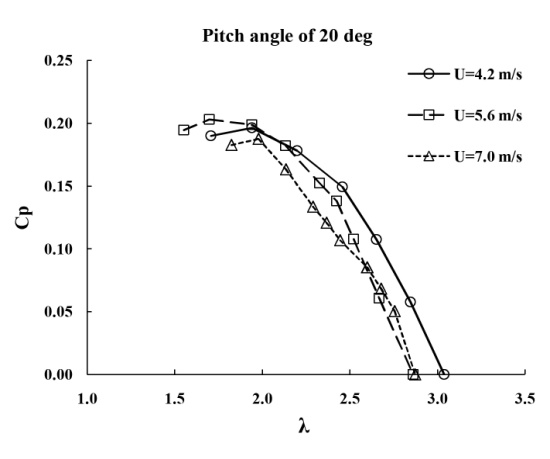 Pitch angle of 20 deg
0.25
0.20
0.15
0.10
0.05
0.00
Cp
1.0 1.5 2.0 2.5 3.0 3.5
λ
U=4.2 m/s
U=5.6 m/s
U=7.0 m/s